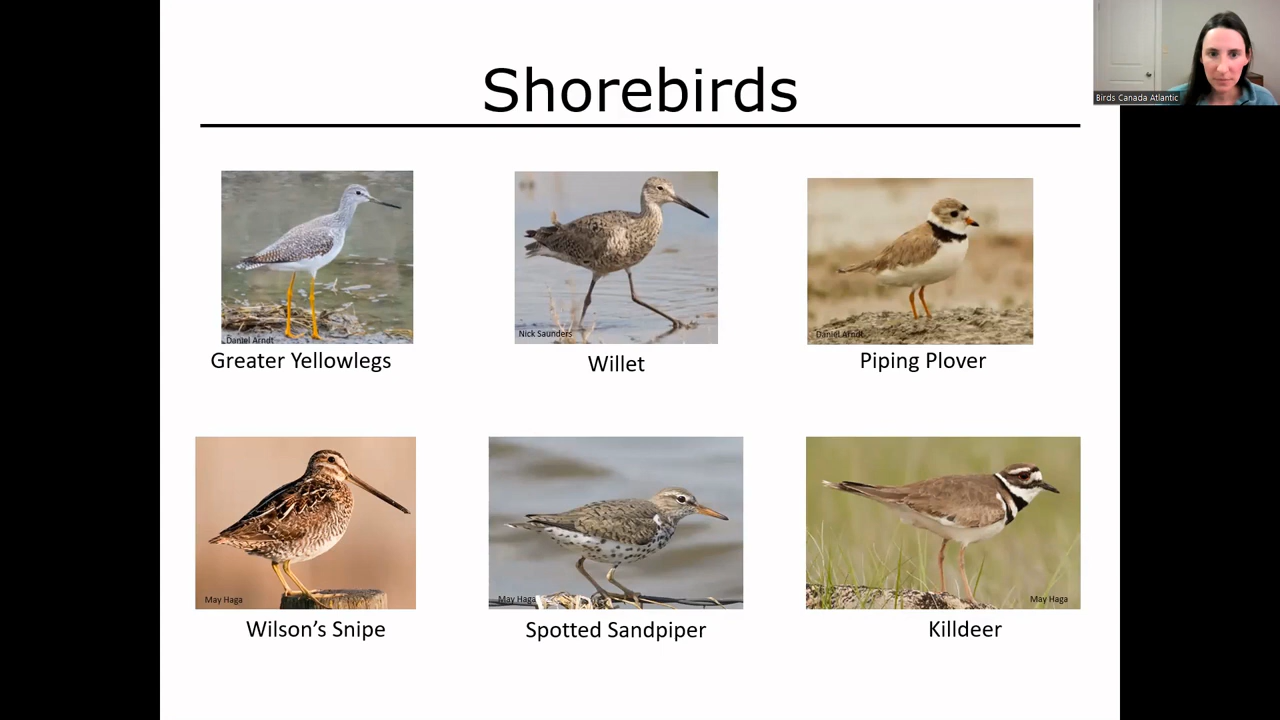 Shorebirds
Birds Canada Atlantic
Daniel Arndt
Nick Saunders
Daniel Arndt
Greater Yellowlegs
Willet
Piping Plover
May Haga
May Haga
May Haga
Wilson’s Snipe
Spotted Sandpiper
Killdeer